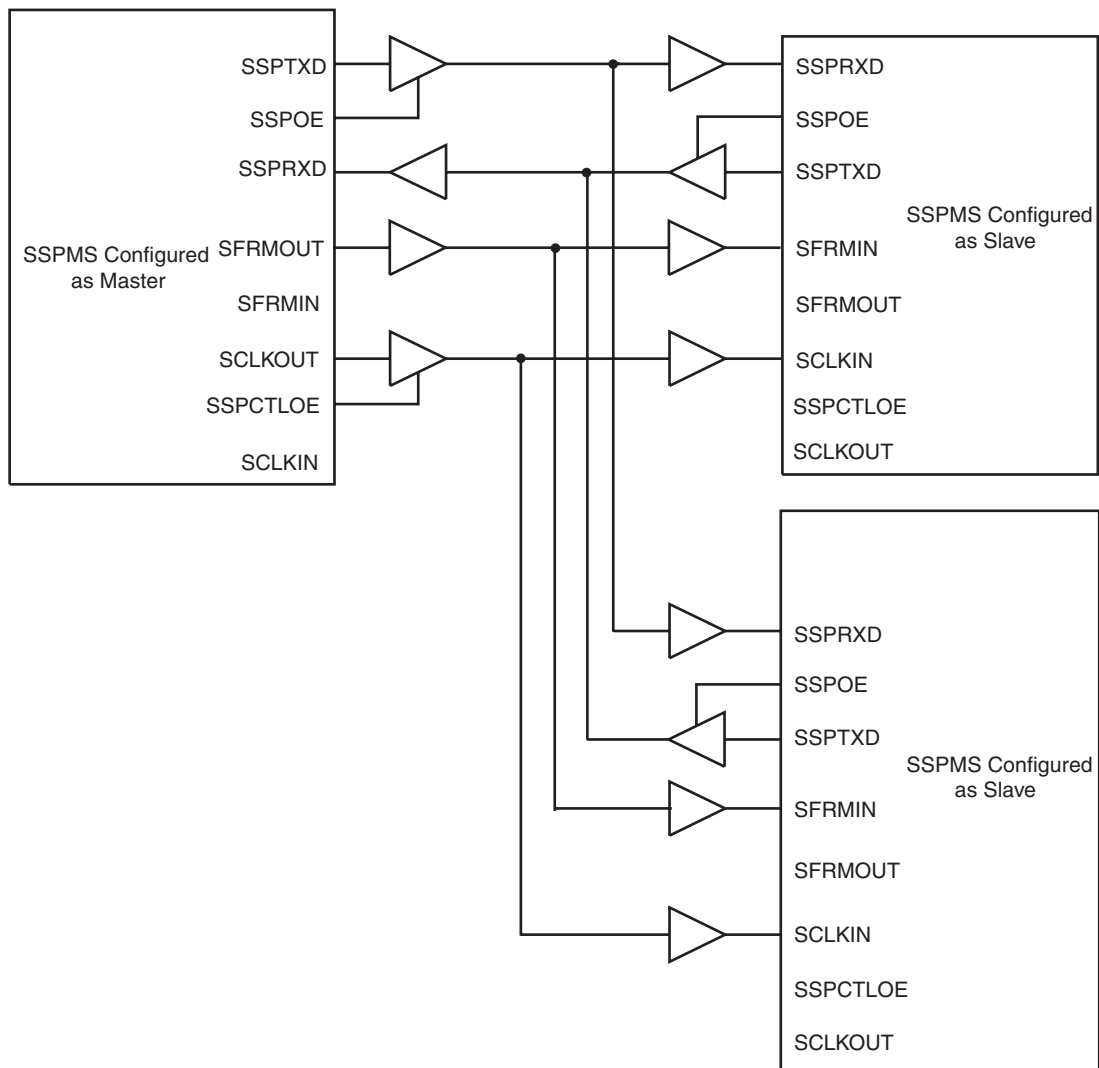 SSPTXD
SSPOE
SSPRXD
SSPMS Configured
as Master
SFRMOUT
SFRMIN
SCLKOUT
SSPCTLOE
SCLKIN
SSPRXD
SSPOE
SSPTXD
SSPMS Configured
as Slave
SFRMIN
SFRMOUT
SCLKIN
SSPCTLOE
SCLKOUT
SSPRXD
SSPOE
SSPTXD
SSPMS Configured
as Slave
SFRMIN
SFRMOUT
SCLKIN
SSPCTLOE
SCLKOUT